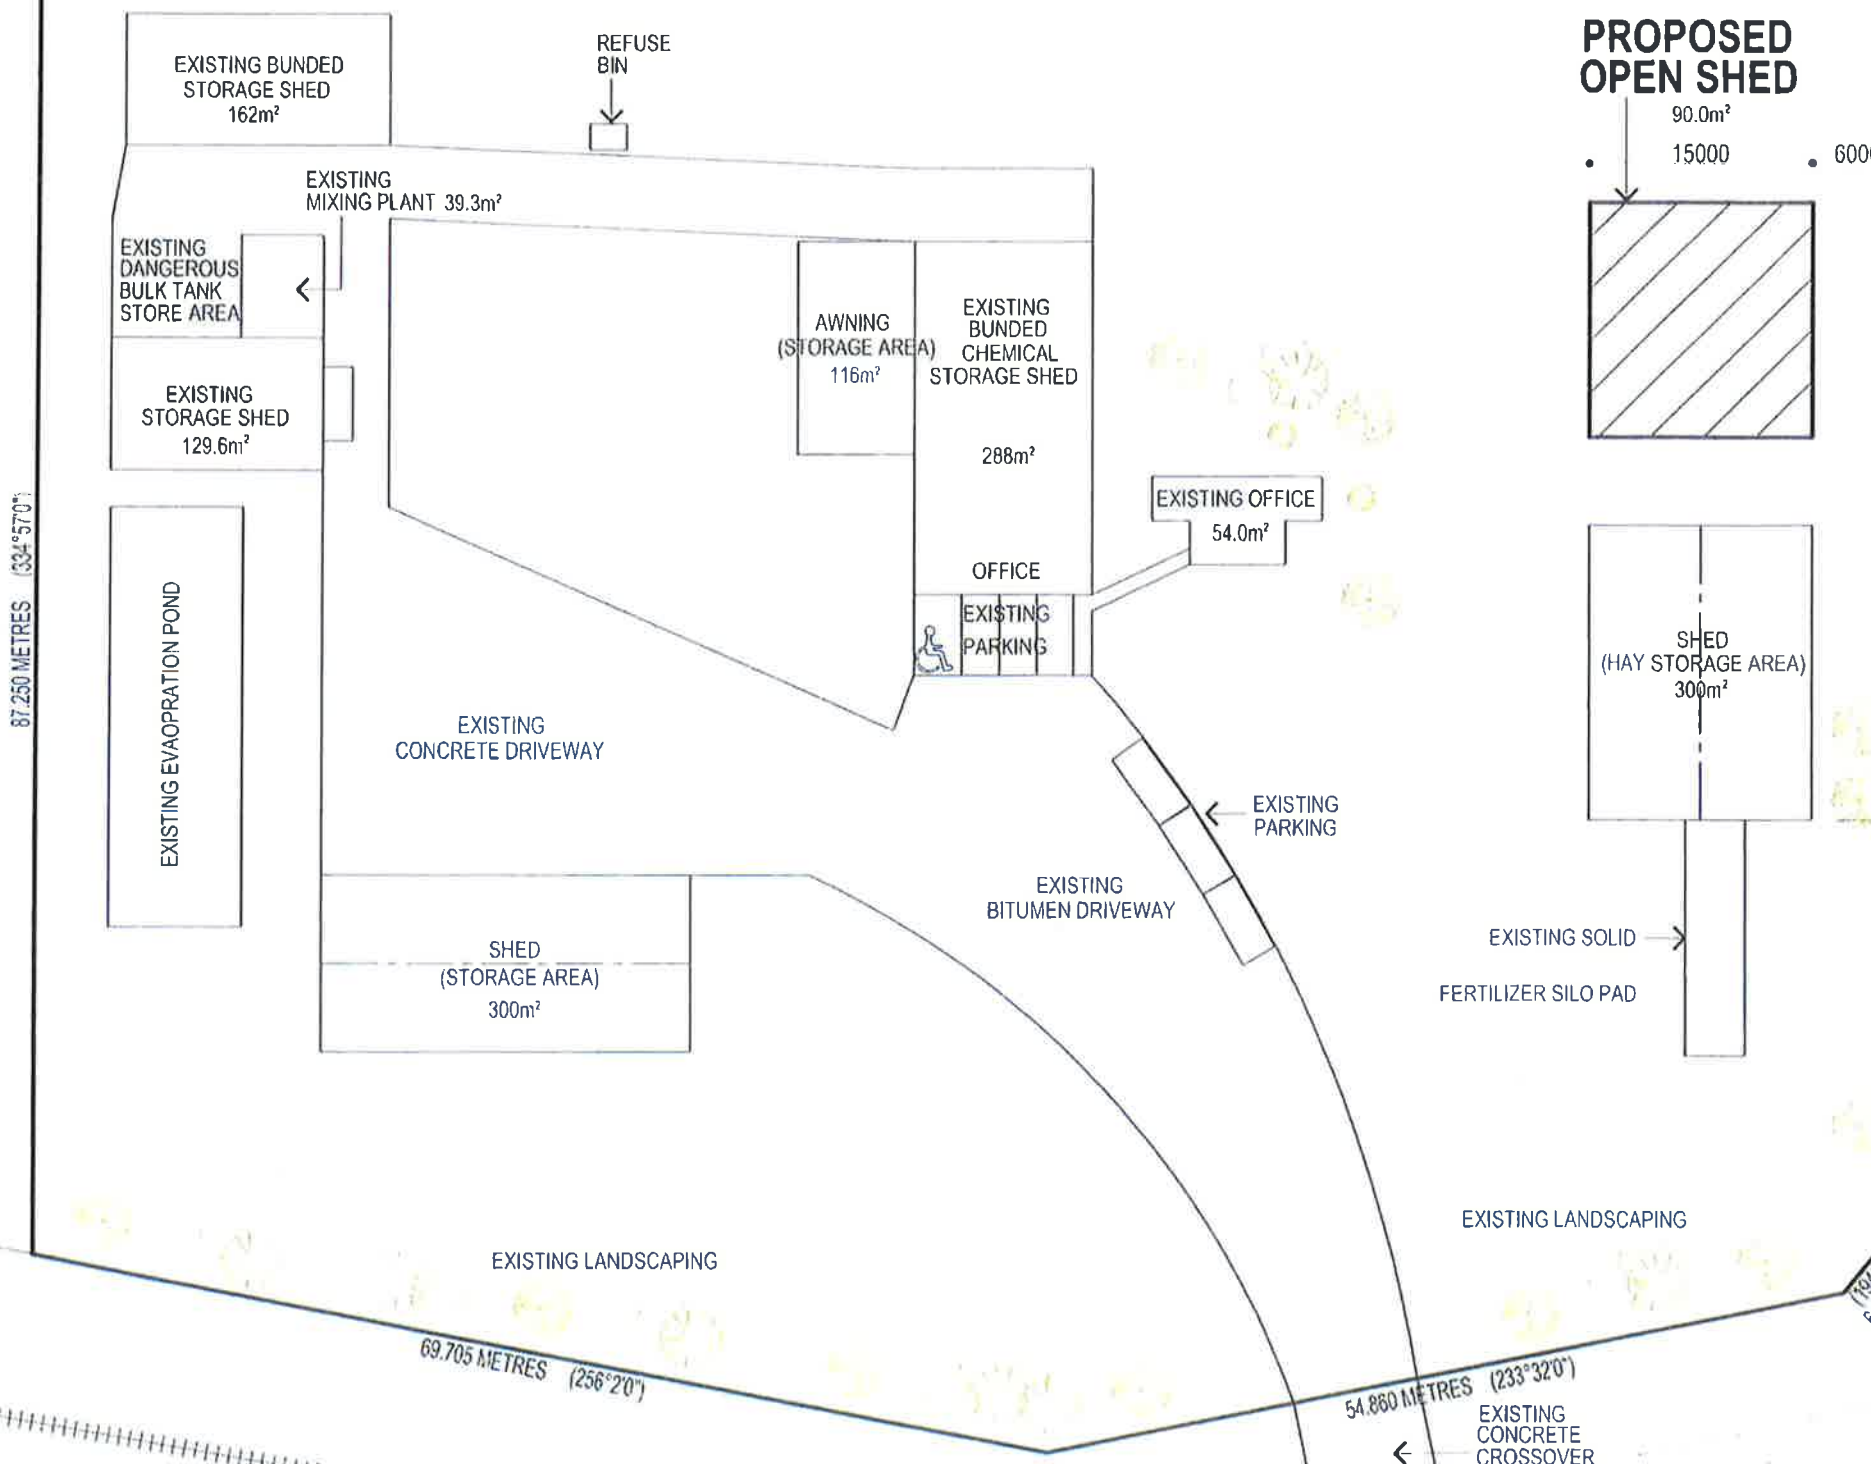 PROPOSED
OPEN SHED
90.0m²
15000
EXISTING BUNDED
STORAGE SHED
162m²
REFUSE
BIN
EXISTING
MIXING PLANT 39.3m²
EXISTING
DANGEROUS
BULK TANK
STORE AREA
EXISTING
STORAGE SHED
129.6m²
AWNING
(STORAGE AREA)
116m²
EXISTING
BUNDED
CHEMICAL
STORAGE SHED
288m²
OFFICE
EXISTING
PARKING
EXISTING OFFICE
54.0m²
SHED
(HAY STORAGE AREA)
300m²
87.250 METRES (334°57'0")
EXISTING EVAOPRATION POND
EXISTING
CONCRETE DRIVEWAY
EXISTING
PARKING
EXISTING
BITUMEN DRIVEWAY
SHED
(STORAGE AREA)
300m²
EXISTING SOLID
FERTILIZER SILO PAD
EXISTING LANDSCAPING
EXISTING LANDSCAPING
69.705 METRES (256°2'0")
54.860 METRES (233°32'0")
EXISTING
CONCRETE
CROSSOVER